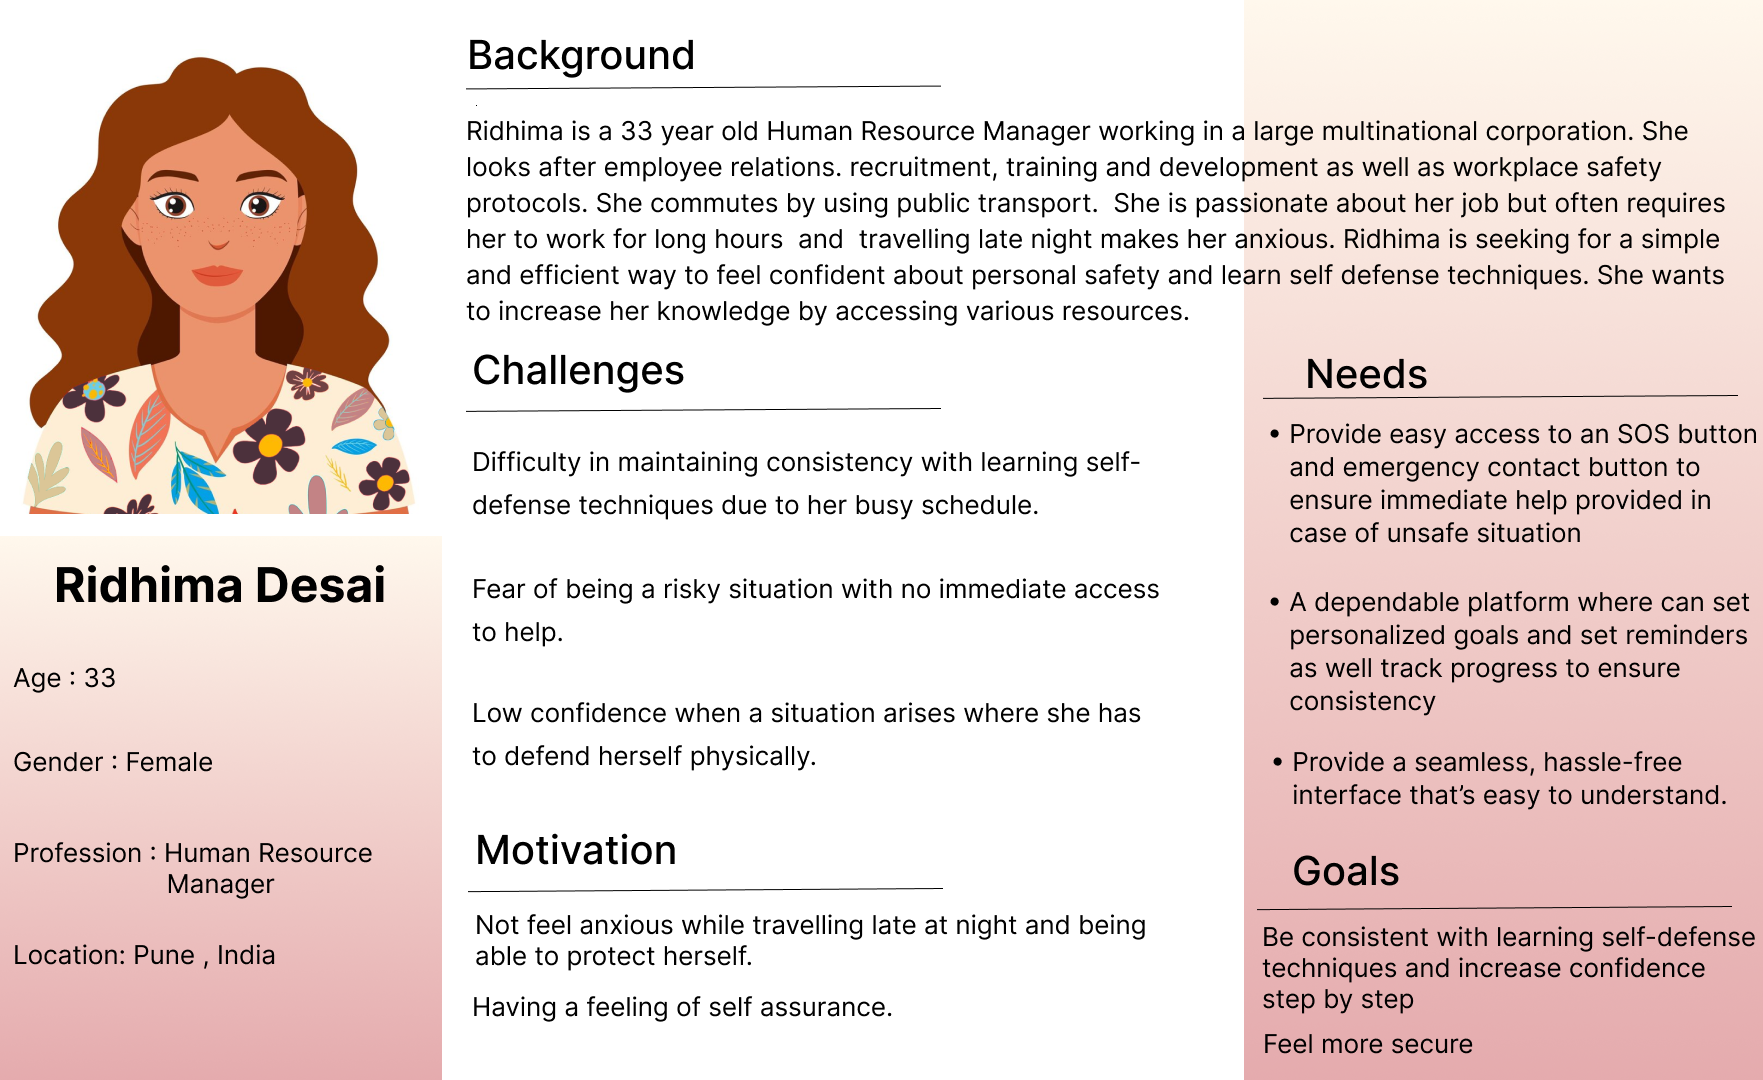 Background
Ridhima is a 33 year old Human Resource Manager working in a large multinational corporation. She
looks after employee relations. recruitment, training and development as well as workplace safety
protocols. She commutes by using public transport.  She is passionate about her job but often requires
her to work for long hours  and  travelling late night makes her anxious. Ridhima is seeking for a simple
and efficient way to feel confident about personal safety and learn self defense techniques. She wants
to increase her knowledge by accessing various resources.
Ridhima Desai
Age : 33
Gender : Female
Profession : Human Resource
Manager
Location: Pune , India
Challenges
Difficulty in maintaining consistency with learning self-
defense techniques due to her busy schedule.
Fear of being a risky situation with no immediate access
to help.
Low confidence when a situation arises where she has
to defend herself physically.
Motivation
Not feel anxious while travelling late at night and being
able to protect herself.
Having a feeling of self assurance.
Needs
• Provide easy access to an SOS button
and emergency contact button to
ensure immediate help provided in
case of unsafe situation
• A dependable platform where can set
personalized goals and set reminders
as well track progress to ensure
consistency
• Provide a seamless, hassle-free
interface that’s easy to understand.
Goals
Be consistent with learning self-defense
techniques and increase confidence
step by step
Feel more secure